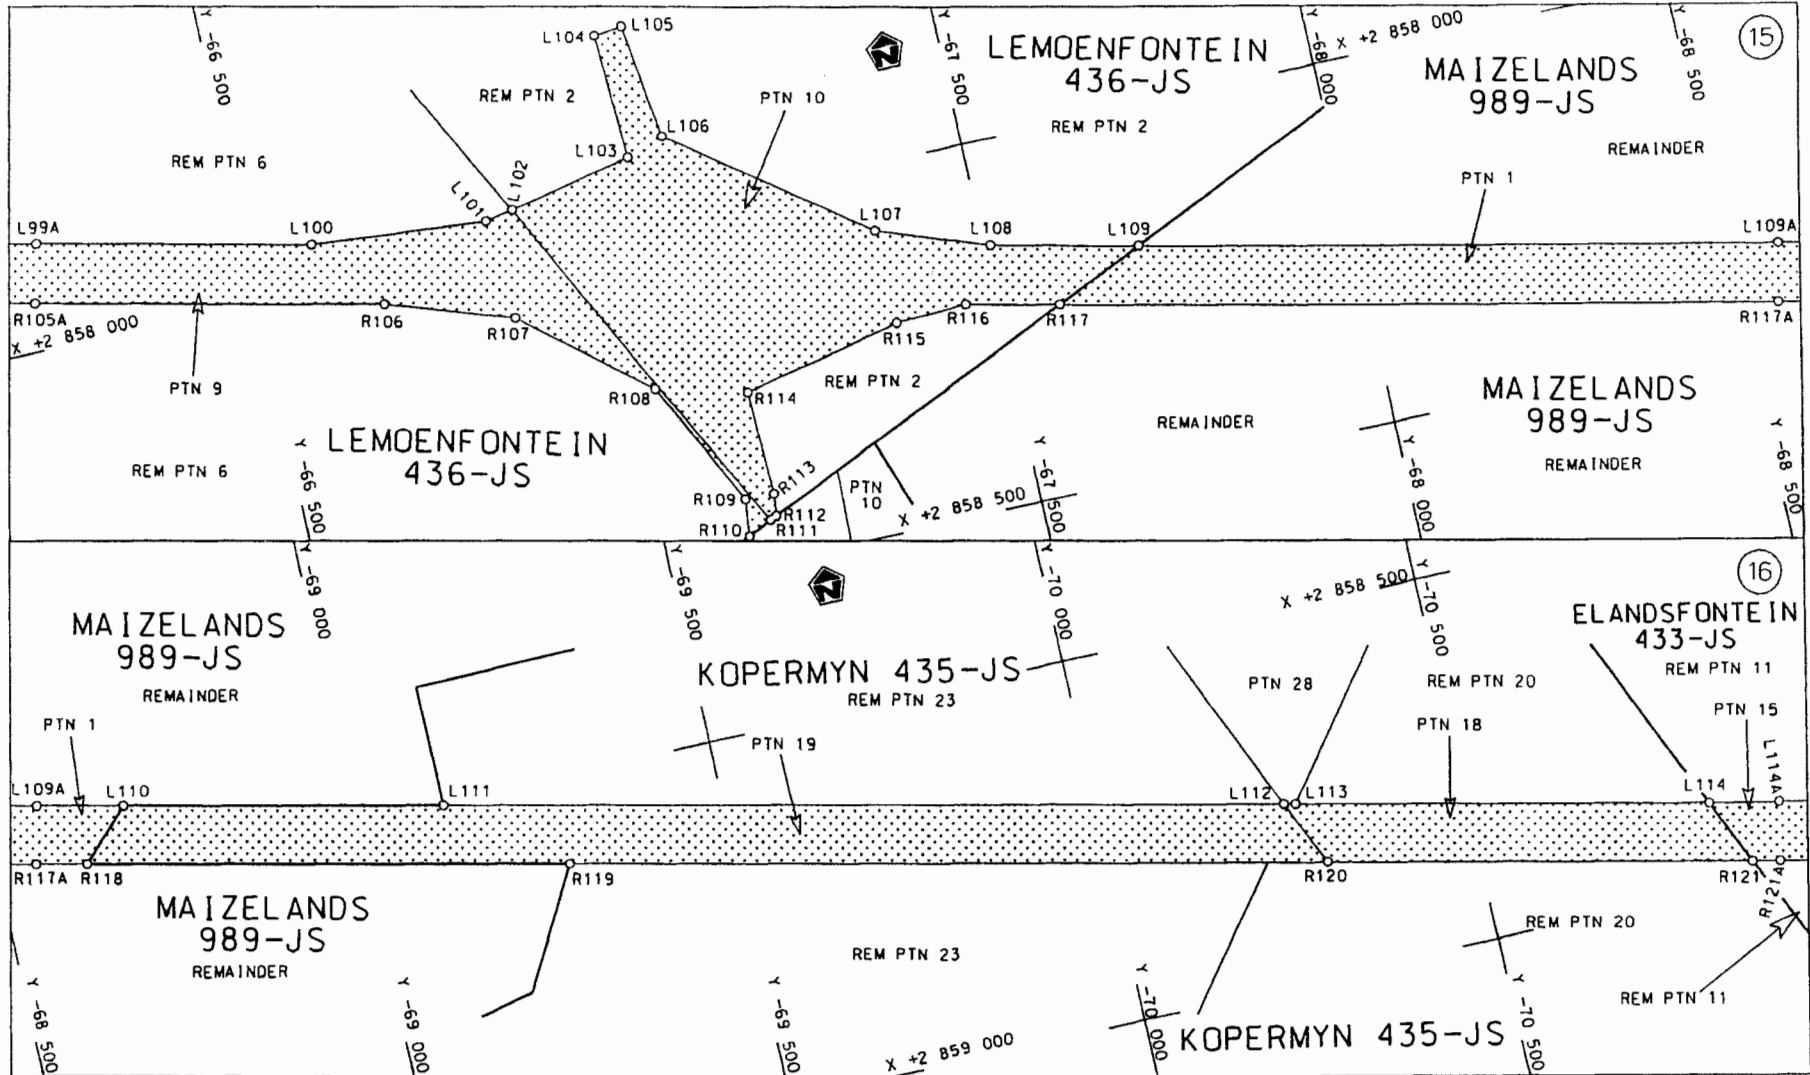 Y -66 500
L104
L105
Y -67 500
LEMOENFONTEIN
436-JS
Y -68 000
X +2 858 000
MAIZELANDS
989-JS
Y -68 500
15
REM PTN 2
PTN 10
REM PTN 2
L106
L103
REM PTN 6
L102
L101
REMAINDER
PTN 1
L99A
L100
L107
L108
L109
L109A
R105A
X +2 858 000
R106
R107
R116
R117
R115
R117A
PTN 9
R108
R114
REM PTN 2
MAIZELANDS
989-JS
REMAINDER
REMAINDER
LEMOENFONTEIN
436-JS
REM PTN 6
Y -66 500
R113
R109
R112
R110
R111
PTN
10
X +2 858 500
Y -67 500
Y -68 000
Y -68 500
Y -69 000
Y -69 500
Y -70 000
X +2 858 500
Y -70 500
16
MAIZELANDS
989-JS
REMAINDER
KOPERMYN 435-JS
REM PTN 23
PTN 28
REM PTN 20
ELANDSFONTEIN
433-JS
REM PTN 11
PTN 1
PTN 19
PTN 18
PTN 15
L109A
L110
L111
L112
L113
L114
L114A
R117A
R118
R119
R120
R121
R121A
MAIZELANDS
989-JS
REMAINDER
REM PTN 23
REM PTN 20
REM PTN 11
Y -68 500
Y -69 000
Y -69 500
X +2 859 000
Y -70 000
KOPERMYN 435-JS
Y -70 500